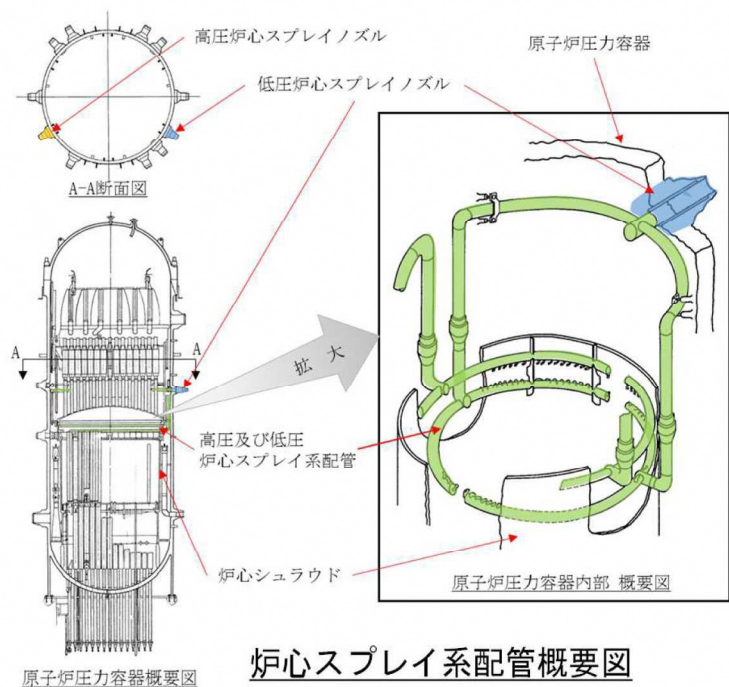 高圧炉心スプレイノズル
原子炉圧力容器
低圧炉心スプレイノズル
A-A断面図
A
A
拡大
高圧及び低圧
炉心スプレイ系配管
炉心シュラウド
原子炉圧力容器内部 概要図
原子炉圧力容器概要図
炉心スプレイ系配管概要図